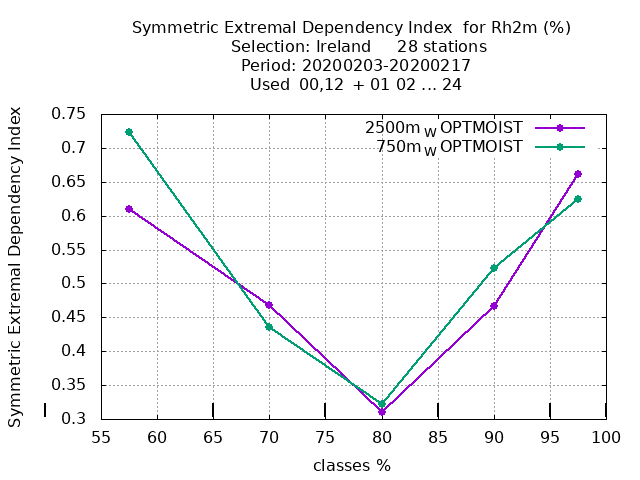 Symmetric Extremal Dependency Index for Rh2m (%)
Selection: Ireland 28 stations
Period: 20200203-20200217
Used 00,12 + 01 02 ... 24
Symmetric Extremal Dependency Index
0.75
0.7
0.65
0.6
0.55
0.5
0.45
0.4
0.35
0.3
2500m W OPTMOIST
750m W OPTMOIST
55 60 65 70 75 80 85 90 95 100
classes %